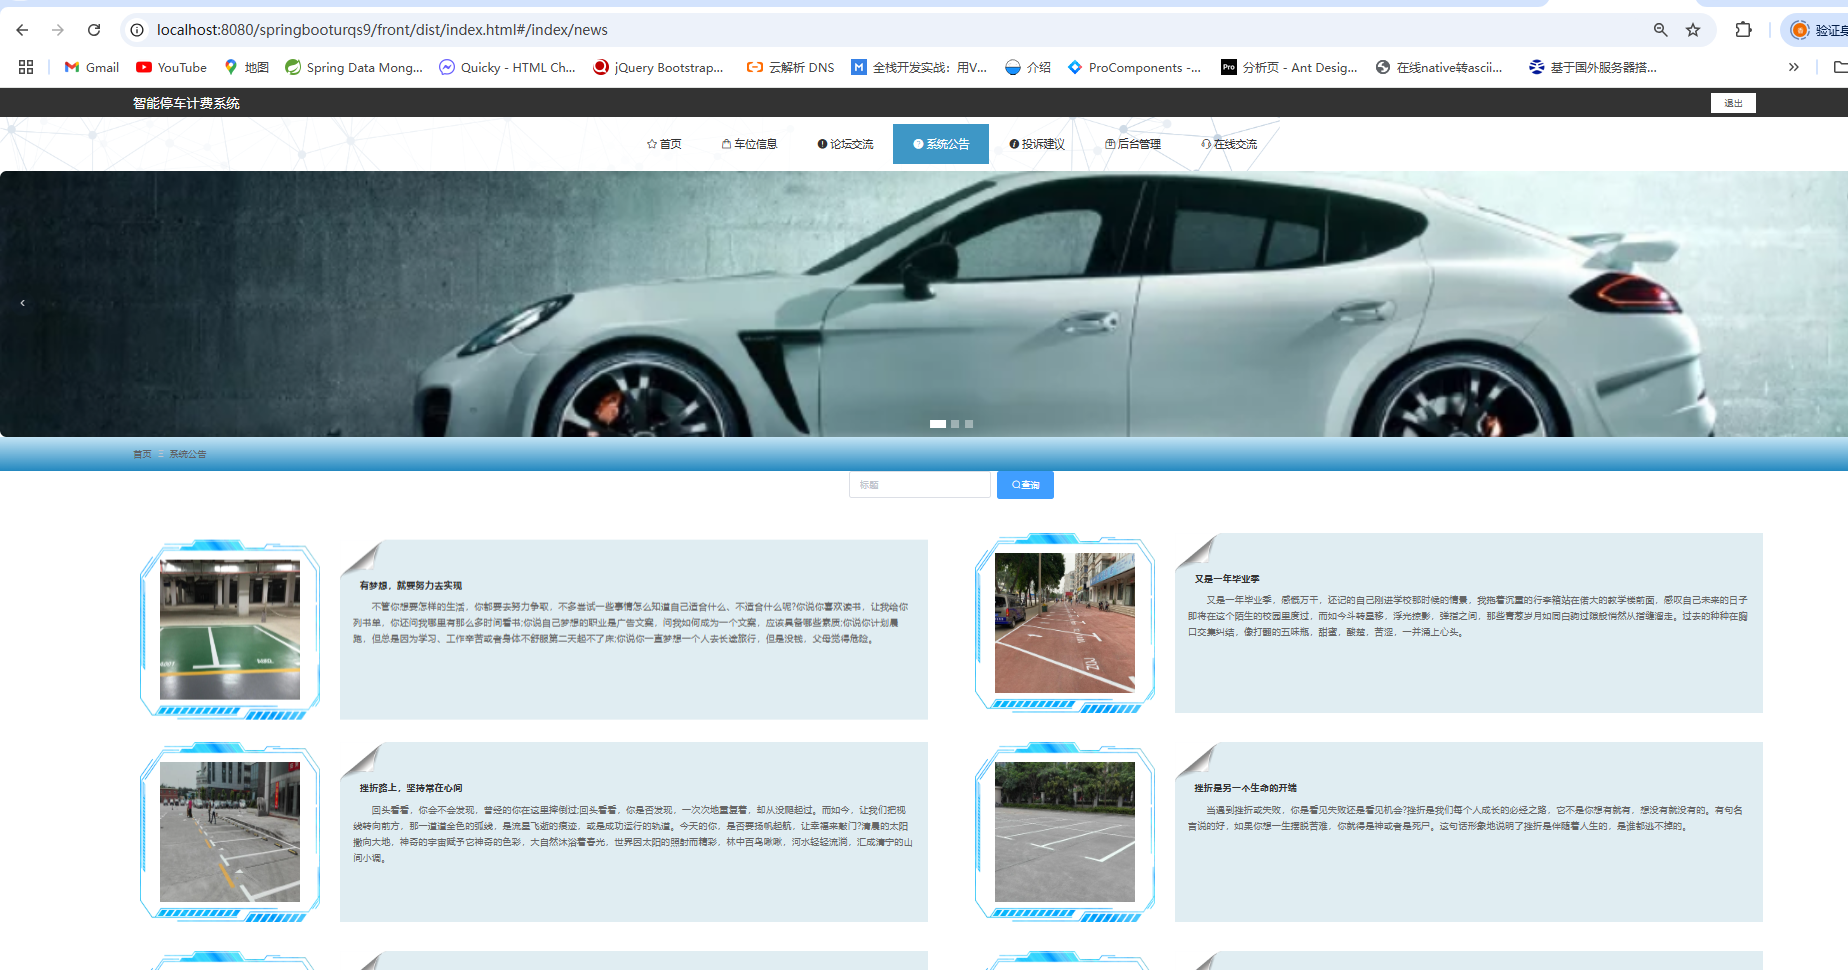 localhost:8080/springbooturqs9/front/dist/index.html#/index/news
验证身
Gmail
YouTube
地图
Spring Data Mong...
Quicky - HTML Ch...
jQuery Bootstrap...
云解析 DNS
全栈开发实战：用V...
介绍
ProComponents -...
分析页 - Ant Desig...
在线native转ascii...
基于国外服务器搭...
智能停车计费系统
退出
首页
车位信息
论坛交流
系统公告
投诉建议
后台管理
在线交流
首页
系统公告
标题
查询
有梦想，就要努力去实现
不管你想要怎样的生活，你都要去努力争取，不多尝试一些事情怎么知道自己适合什么、不适合什么呢?你说你喜欢读书，让我给你
列书单，你还问我哪里有那么多时间看书;你说自己梦想的职业是广告文案，问我如何成为一个文案，应该具备哪些素质;你说你计划晨
跑，但总是因为学习、工作辛苦或者身体不舒服第二天起不了床;你说你一直梦想一个人去长途旅行，但是没钱，父母觉得危险。
又是一年毕业季
又是一年毕业季，感慨万千，还记的自己刚进学校那时候的情景，我拖着沉重的行李箱站在偌大的教学楼前面，感叹自己未来的日子
即将在这个陌生的校园里度过，而如今斗转星移，浮光掠影，弹指之间，那些青葱岁月如同白驹过隙般悄然从指缝溜走。过去的种种在胸
口交集纠结，像打翻的五味瓶，甜蜜，酸楚，苦涩，一并涌上心头。
挫折路上，坚持常在心间
回头看看，你会不会发现，曾经的你在这里摔倒过;回头看看，你是否发现，一次次地重复着，却从没爬起过。而如今，让我们把视
线转向前方，那一道道金色的弧线，是流星飞逝的痕迹，或是成功运行的轨道。今天的你，是否要扬帆起航，让幸福来敲门?清晨的太阳
撒向大地，神奇的宇宙赋予它神奇的色彩，大自然沐浴着春光，世界因太阳的照射而精彩，林中百鸟啾啾，河水轻轻流淌，汇成清宁的山
间小调。
挫折是另一个生命的开端
当遇到挫折或失败，你是看见失败还是看见机会?挫折是我们每个人成长的必经之路，它不是你想有就有，想没有就没有的。有句名
言说的好，如果你想一生摆脱苦难，你就得是神或者是死尸。这句话形象地说明了挫折是伴随着人生的，是谁都逃不掉的。